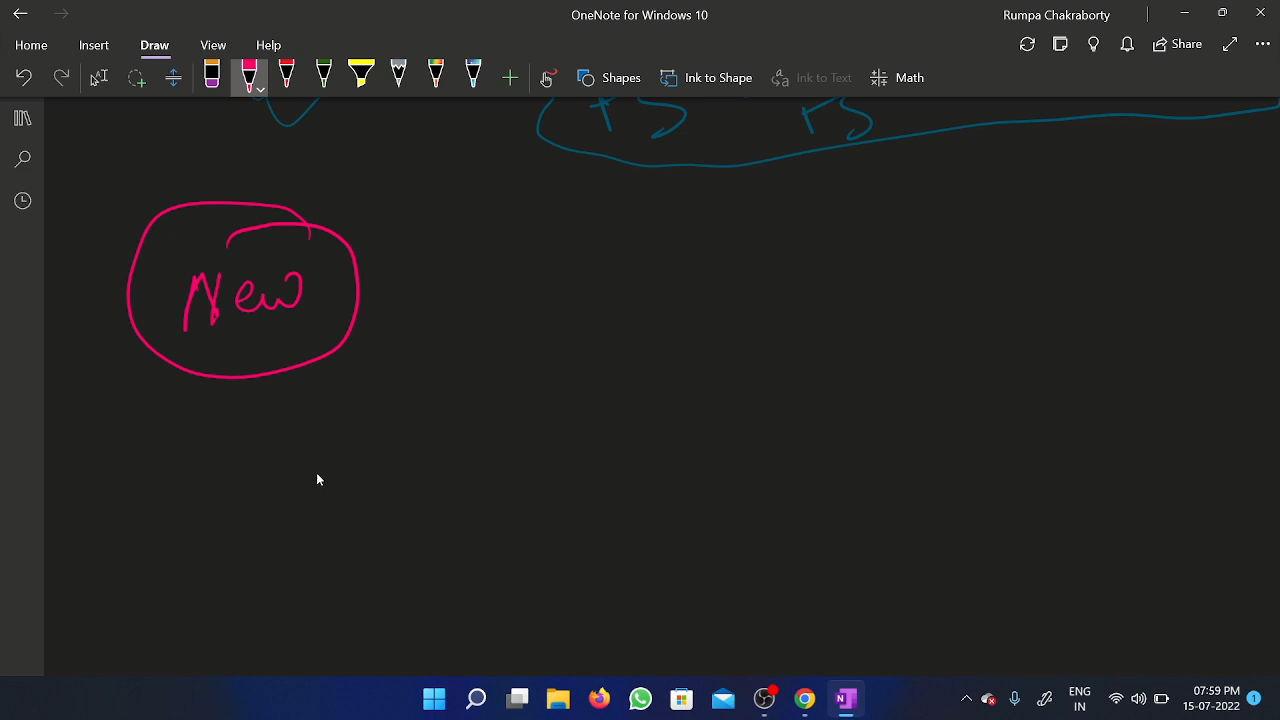 OneNote for Windows 10
Rumpa Chakraborty
Home Insert Draw View Help
Share
Shapes Ink to Shape Ink to Text Math
New
ENG
IN
07:59 PM
15-07-2022
1